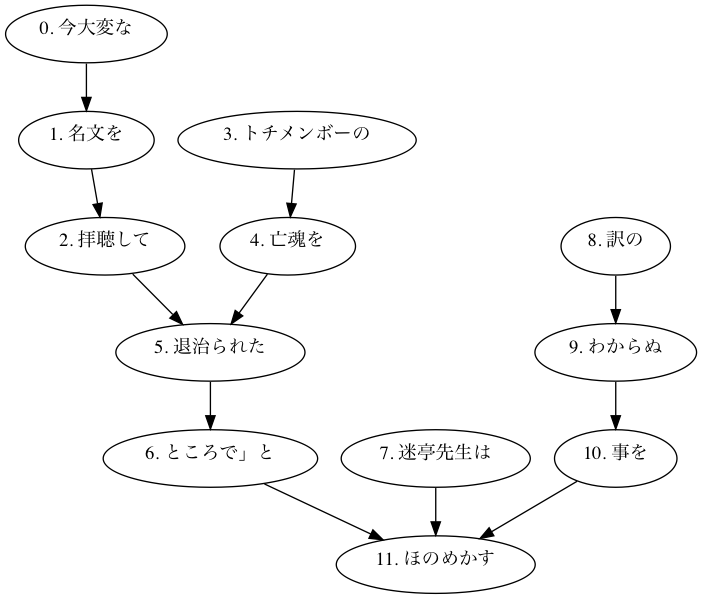 0. 今大変な
1. 名文を
3. トチメンボーの
2. 拝聴して
4. 亡魂を
8. 訳の
5. 退治られた
9. わからぬ
6. ところで」と
7. 迷亭先生は
10. 事を
11. ほのめかす